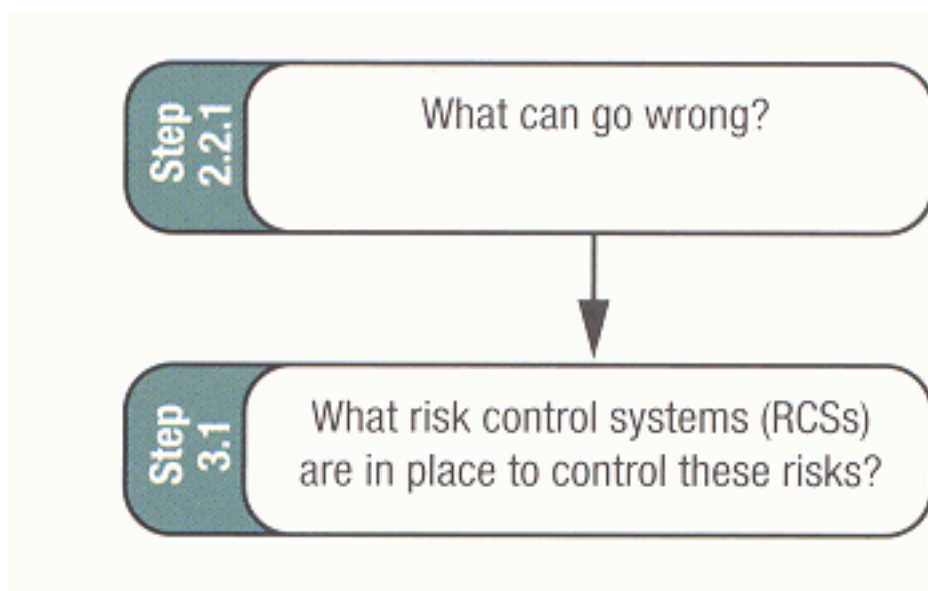 Step
2.2.1
What can go wrong?
Step
3.1
What risk control systems (RCSs)
are in place to control these risks?